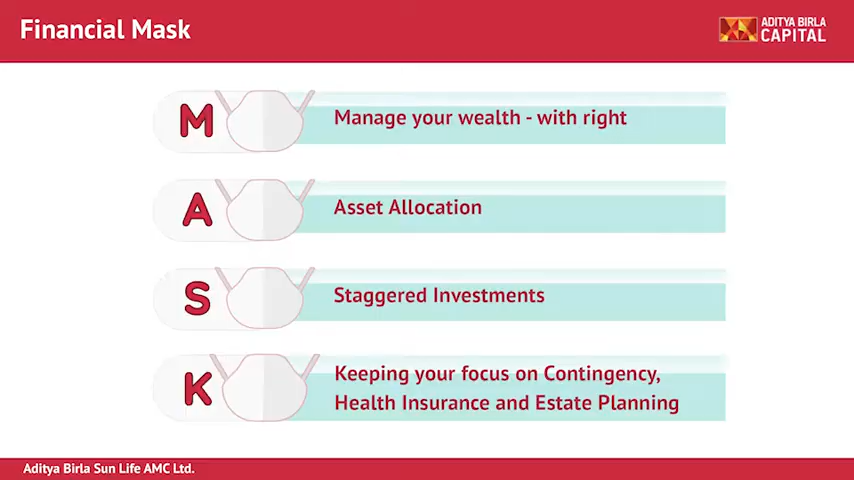 Financial Mask
ADITYA BIRLA
CAPITAL
M
Manage your wealth - with right
A
Asset Allocation
S
Staggered Investments
K
Keeping your focus on Contingency,
Health Insurance and Estate Planning
Aditya Birla Sun Life AMC Ltd.